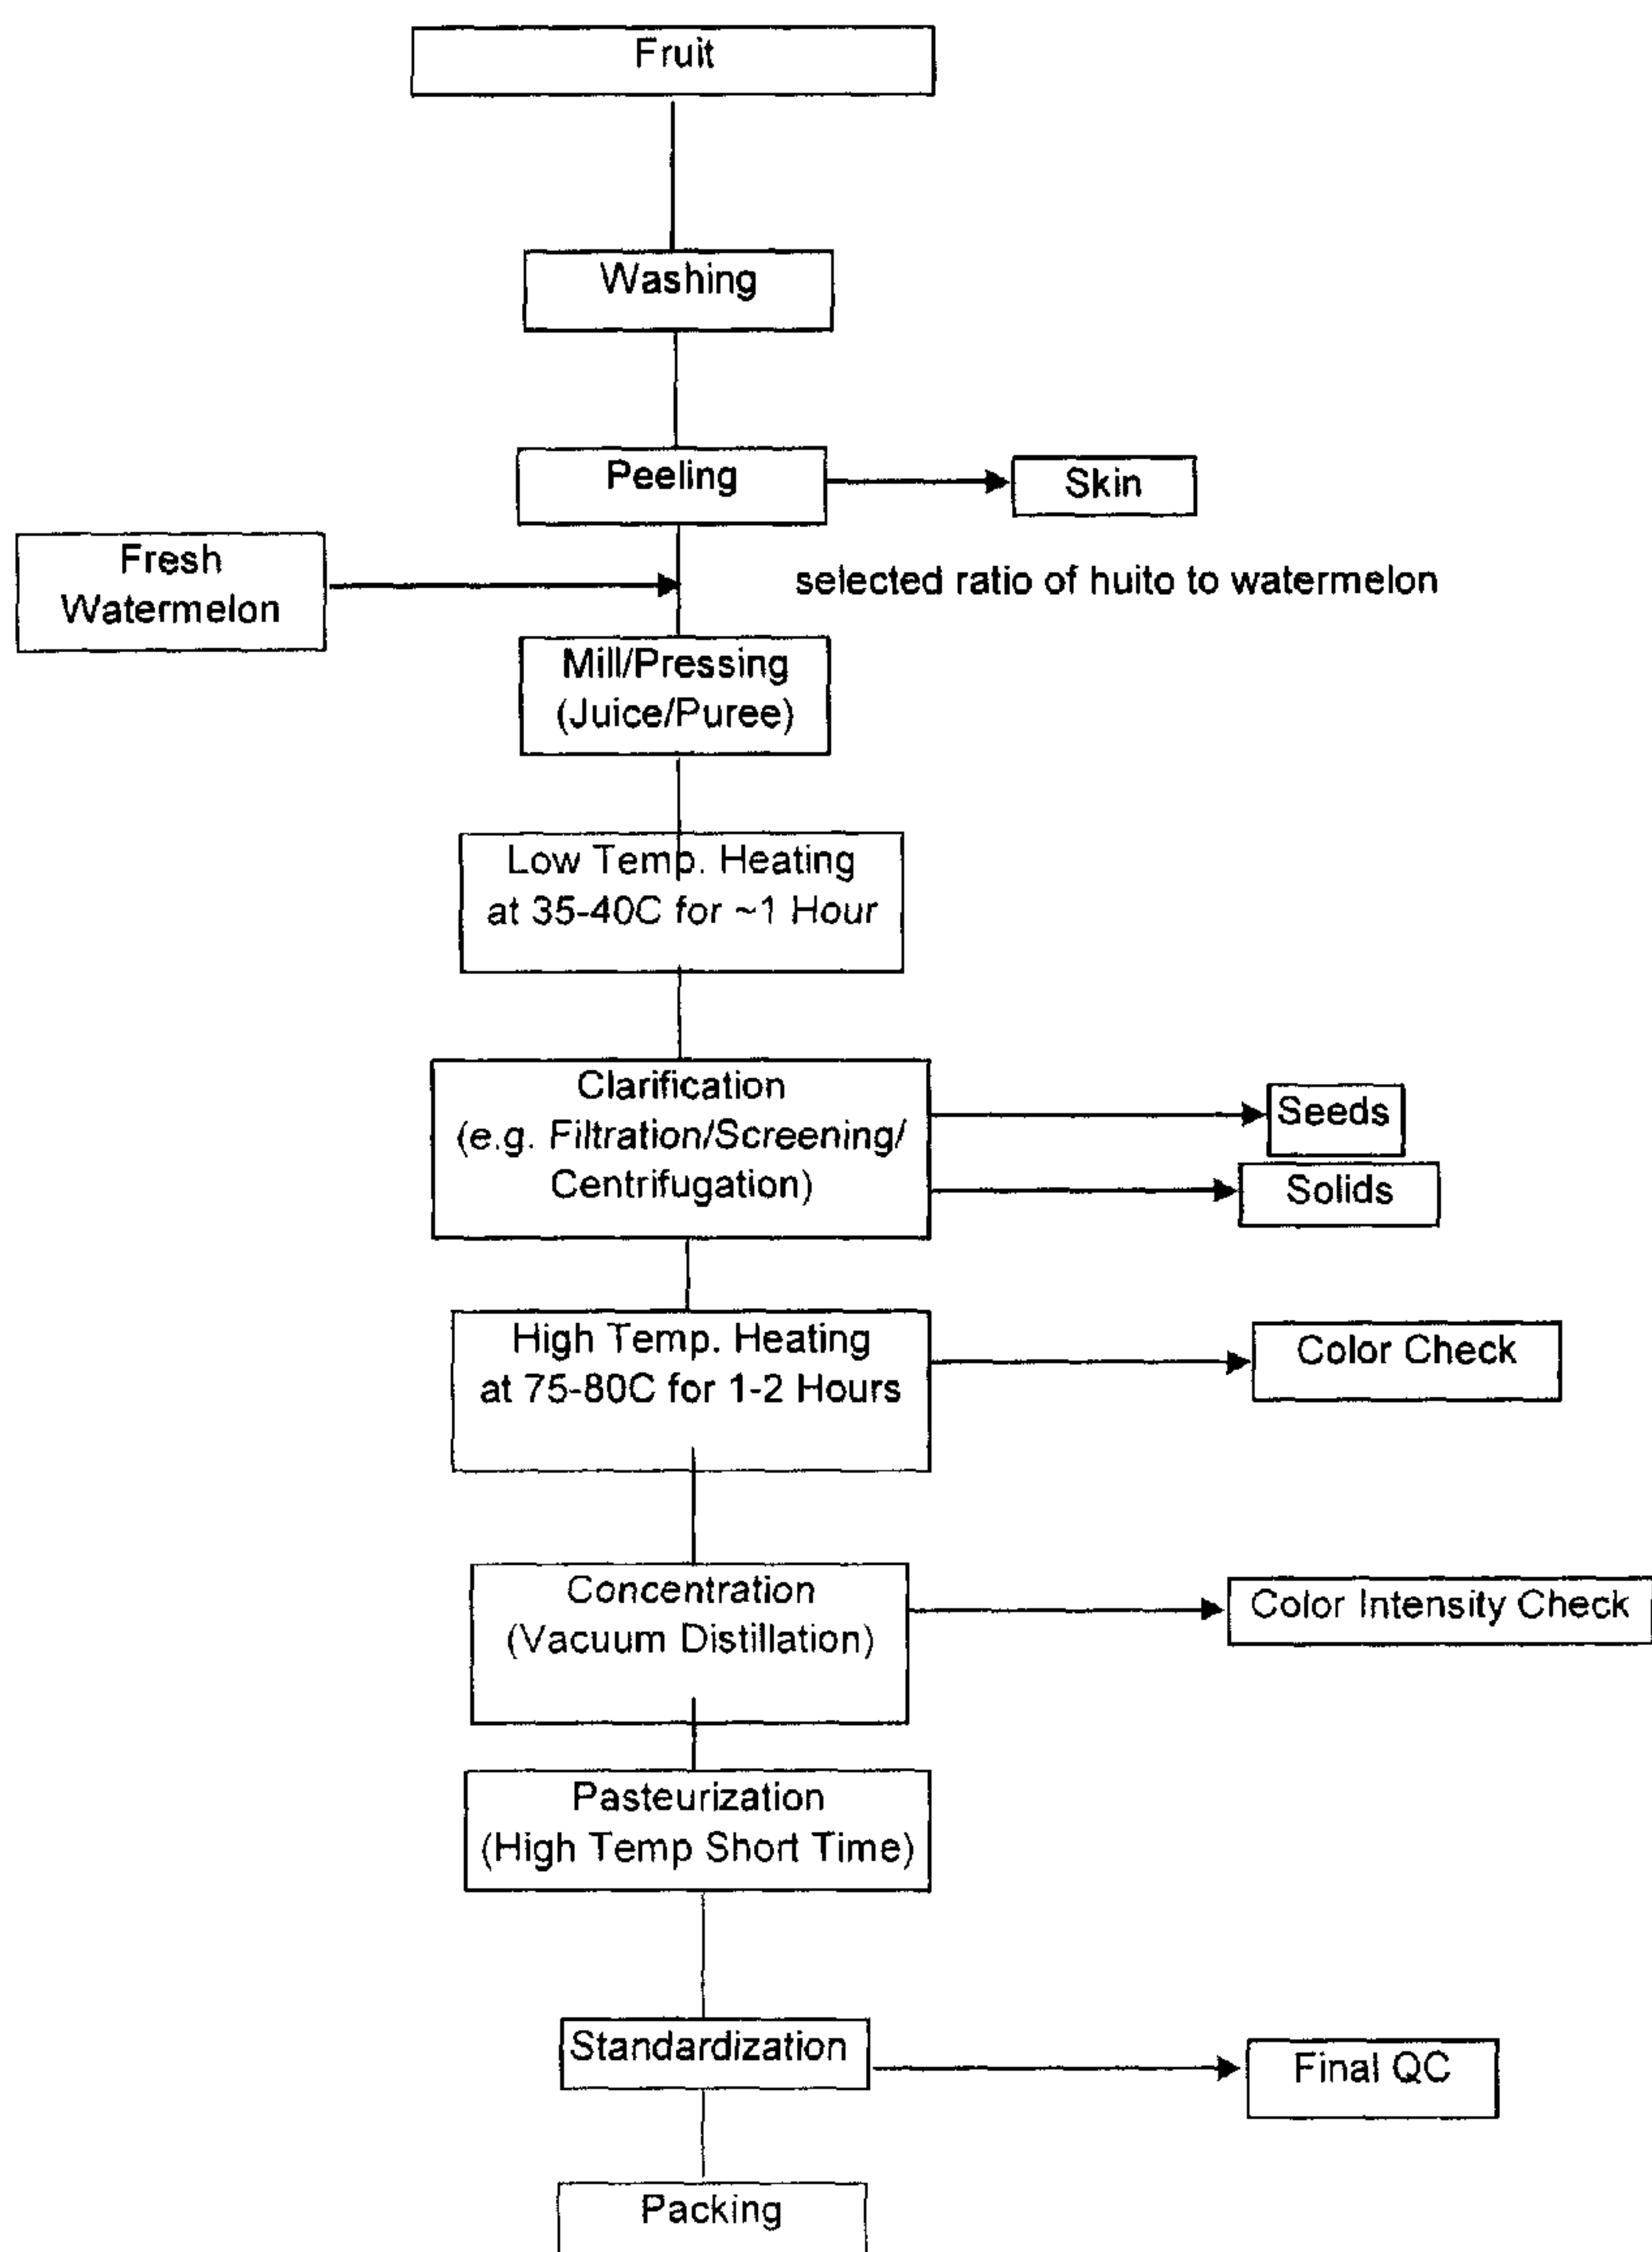 Fruit
Washing
Peeling
Skin
Fresh
Watermelon
selected ratio of huito to watermelon
Mill/Pressing
(Juice/Puree)
Low Temp. Heating
at 35-40C for ~1 Hour
Clarification
(e.g. Filtration/Screening/
Centrifugation)
Seeds
Solids
High Temp. Heating
at 75-80C for 1-2 Hours
Color Check
Concentration
(Vacuum Distillation)
Color Intensity Check
Pasteurization
(High Temp Short Time)
Standardization
Final QC
Packing